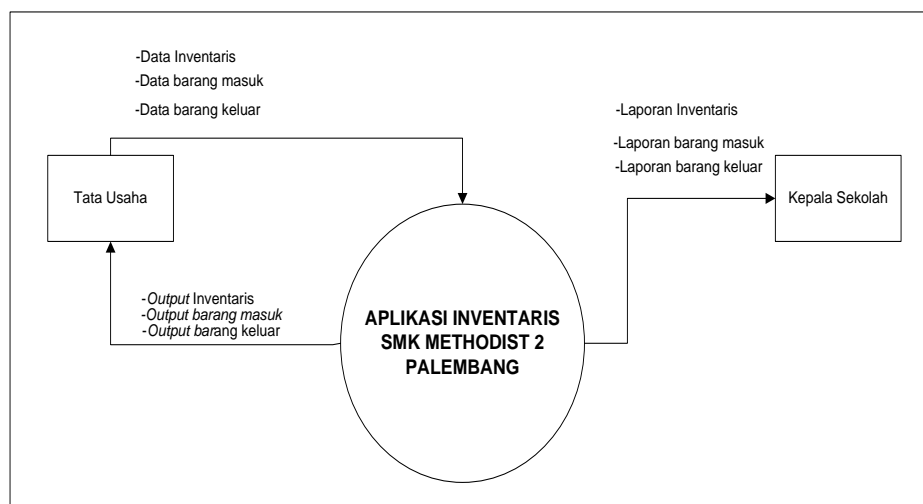 -Data Inventaris
-Data barang masuk
-Data barang keluar
-Laporan Inventaris
-Laporan barang masuk
-Laporan barang keluar
Tata Usaha
Kepala Sekolah
-Output Inventaris
-Output barang masuk
-Output barang keluar
APLIKASI INVENTARIS
SMK METHODIST 2
PALEMBANG